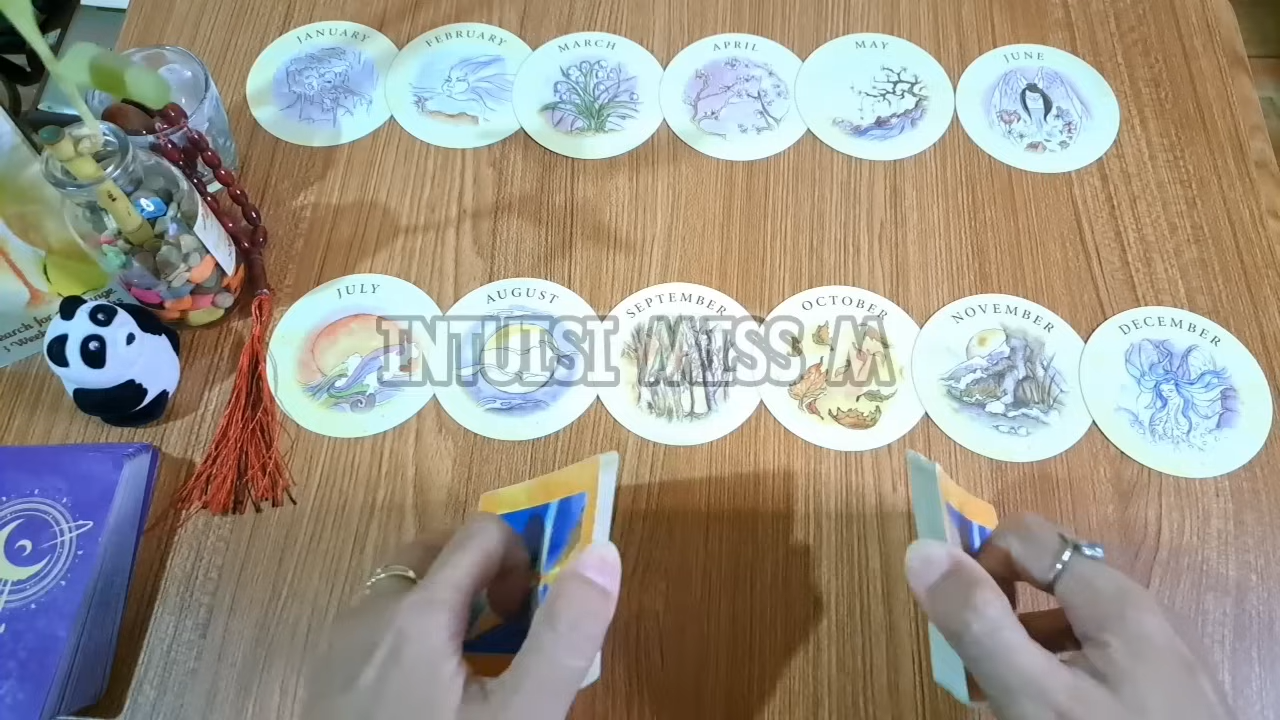 JANUARY
FEBRUARY
MARCH
APRIL
MAY
JUNE
JULY
AUGUST
SEPTEMBER
OCTOBER
NOVEMBER
DECEMBER
INTUISI MISS M